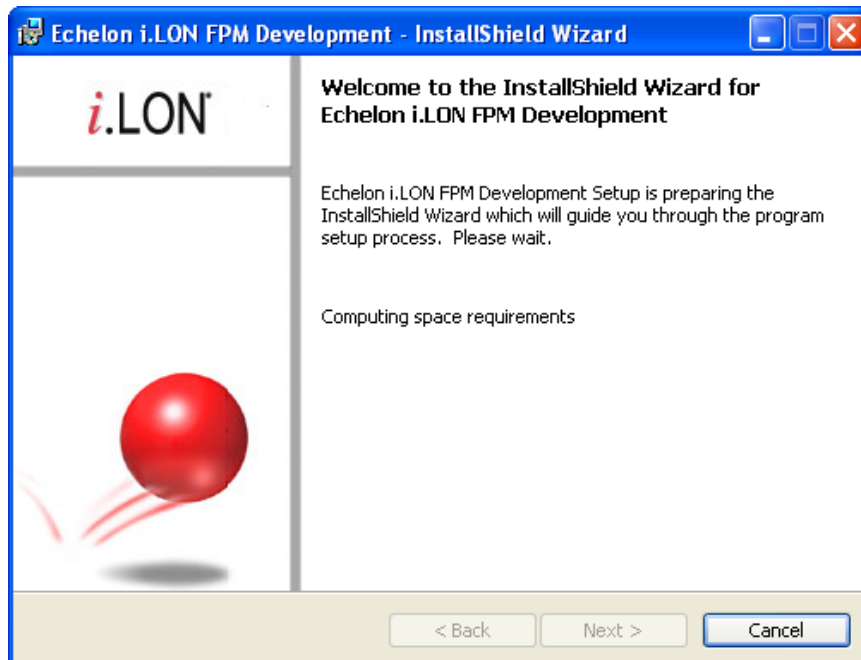 Echelon i.LON FPM Development - InstallShield Wizard
i.LON®
Welcome to the InstallShield Wizard for
Echelon i.LON FPM Development
Echelon i.LON FPM Development Setup is preparing the
InstallShield Wizard which will guide you through the program
setup process.  Please wait.
Computing space requirements
< Back
Next >
Cancel